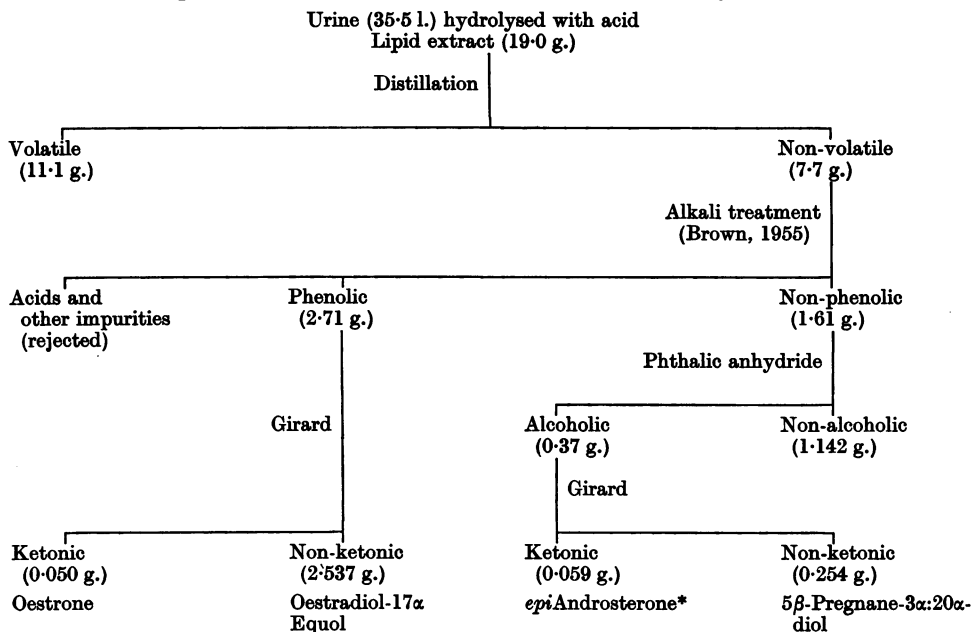 Urine (35·5 l.) hydrolysed with acid
Lipid extract (19·0 g.)
Distillation
Volatile
(11·1 g.)
Non-volatile
(7·7 g.)
Alkali treatment
(Brown, 1955)
Acids and
other impurities
(rejected)
Phenolic
(2·71 g.)
Non-phenolic
(1·61 g.)
Phthalic anhydride
Girard
Alcoholic
(0·37 g.)
Non-alcoholic
(1·142 g.)
Girard
Ketonic
(0·050 g.)
Non-ketonic
(2·537 g.)
Ketonic
(0·059 g.)
Non-ketonic
(0·254 g.)
Oestrone
Oestradiol-17α
Equol
epiAndrosterone*
5β-Pregnane-3α:20α-
diol